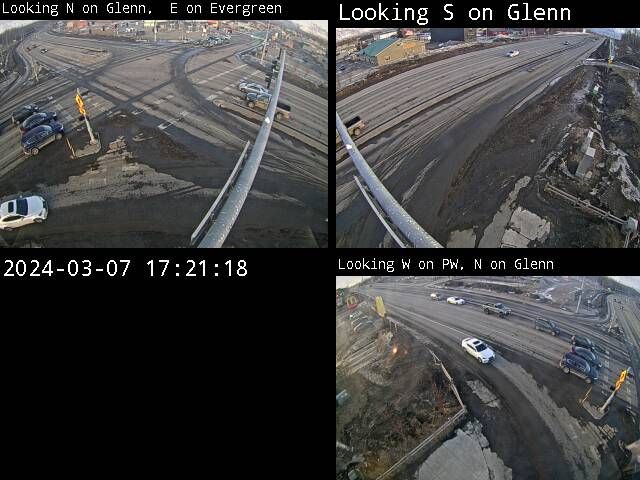 Looking N on Glenn,  E on Evergreen
Looking S on Glenn
2024-03-07 17:21:18
Looking W on PW, N on Glenn